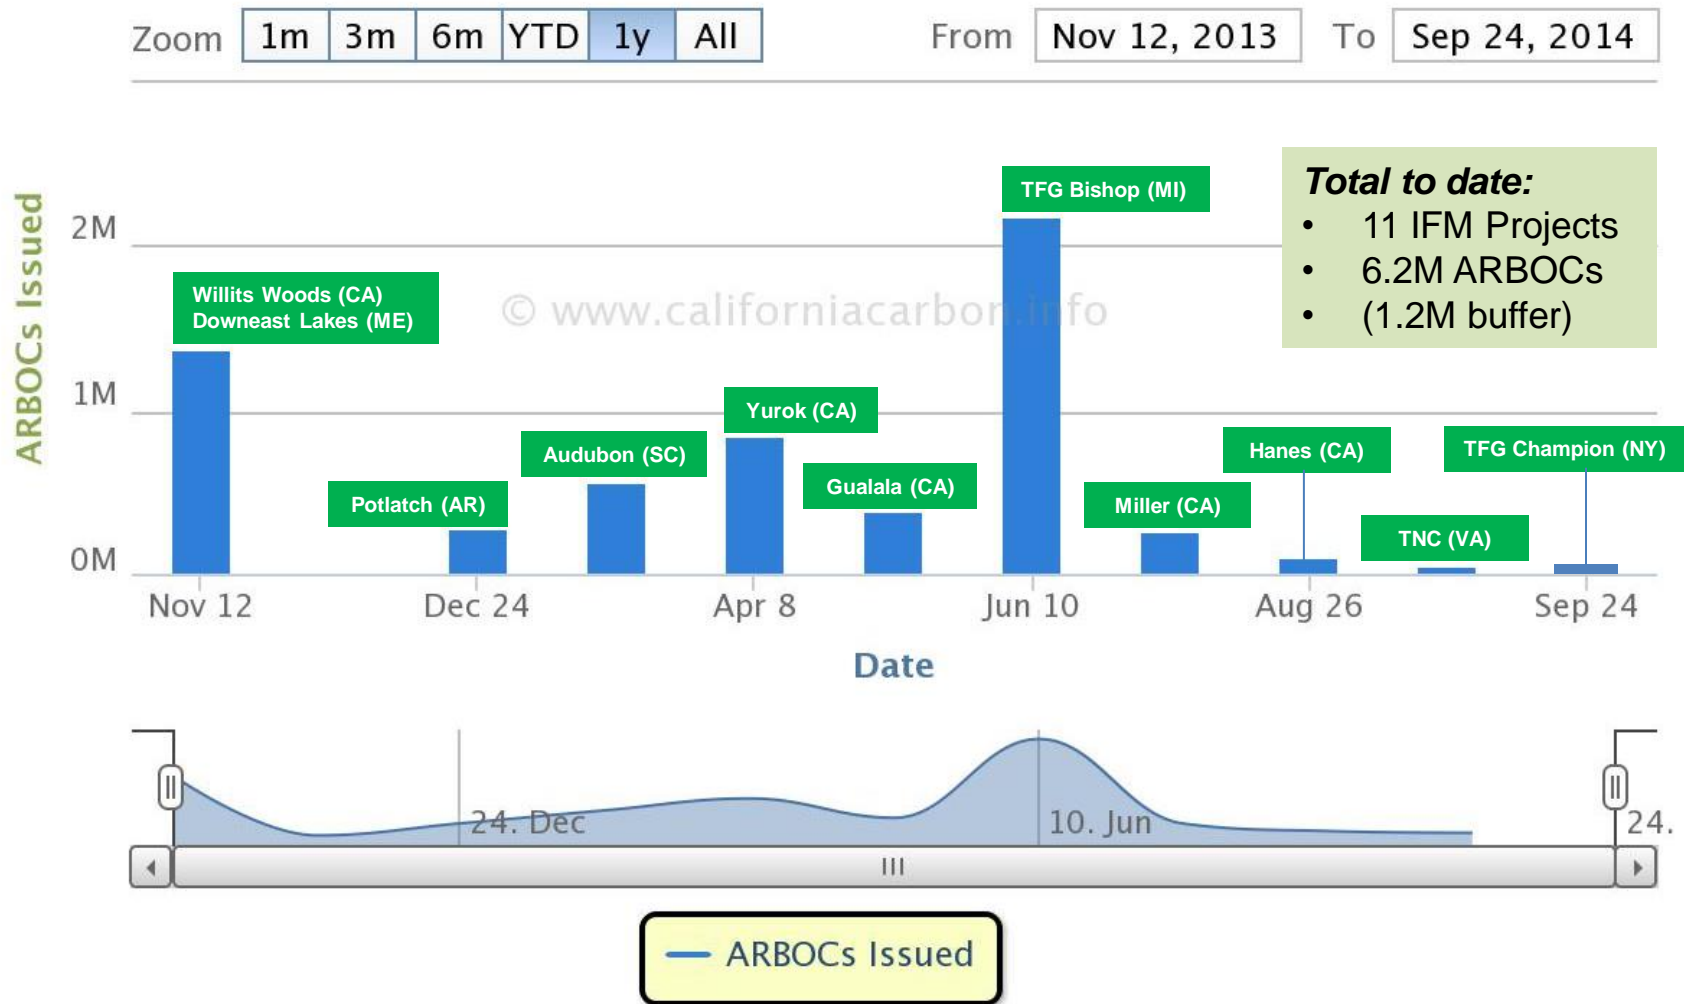 Zoom 1m 3m 6m YTD 1y All From Nov 12, 2013 To Sep 24, 2014
ARBOCs Issued
2M
1M
0M
Total to date:
• 11 IFM Projects
• 6.2M ARBOCs
• (1.2M buffer)
© www.californiacarbon.info
Willits Woods (CA)
Downeast Lakes (ME)
Potlatch (AR)
Audubon (SC)
Yurok (CA)
Gualala (CA)
TFG Bishop (MI)
Miller (CA)
Hanes (CA)
TNC (VA)
TFG Champion (NY)
Nov 12 Dec 24 Apr 8 Jun 10 Aug 26 Sep 24
Date
24. Dec 10. Jun 24.
ARBOCs Issued